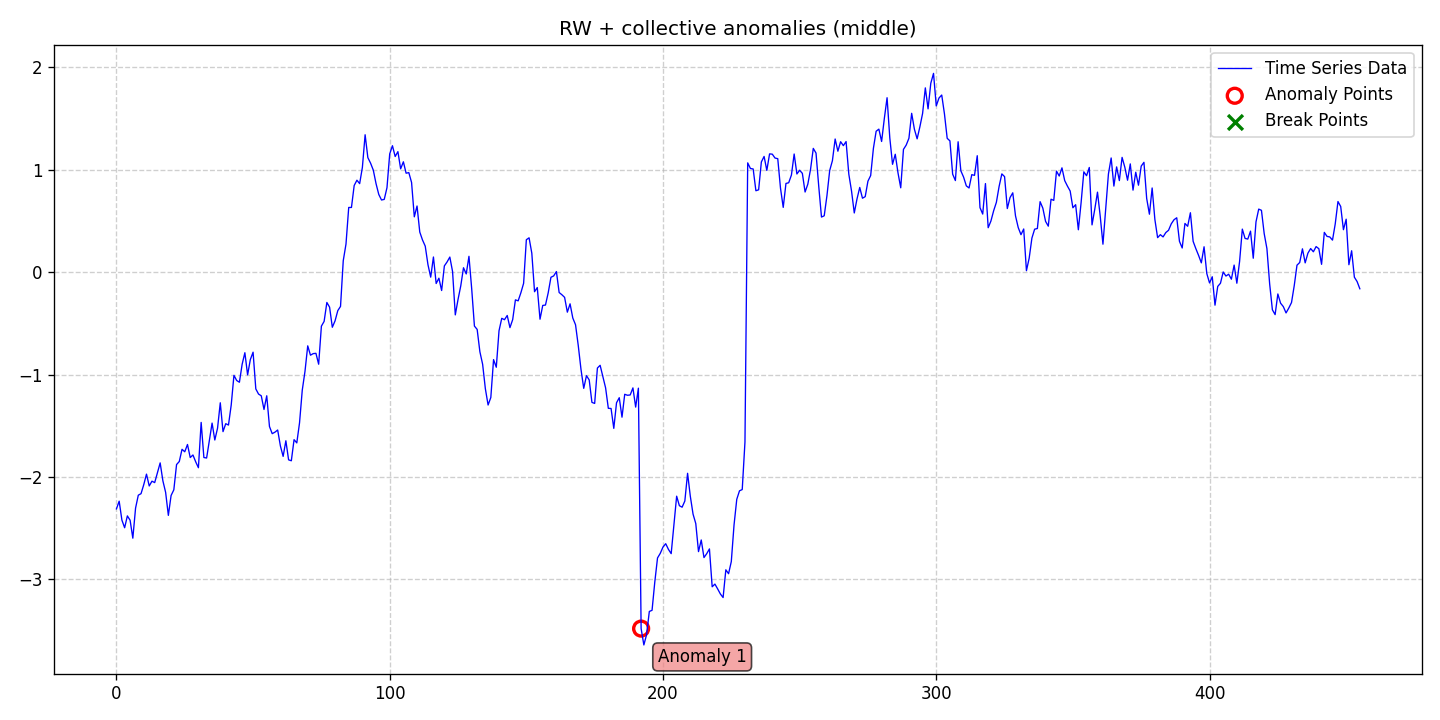 RW + collective anomalies (middle)
Time Series Data
Anomaly Points
Break Points
2
1
0
−1
−2
−3
Anomaly 1
0
100
200
300
400